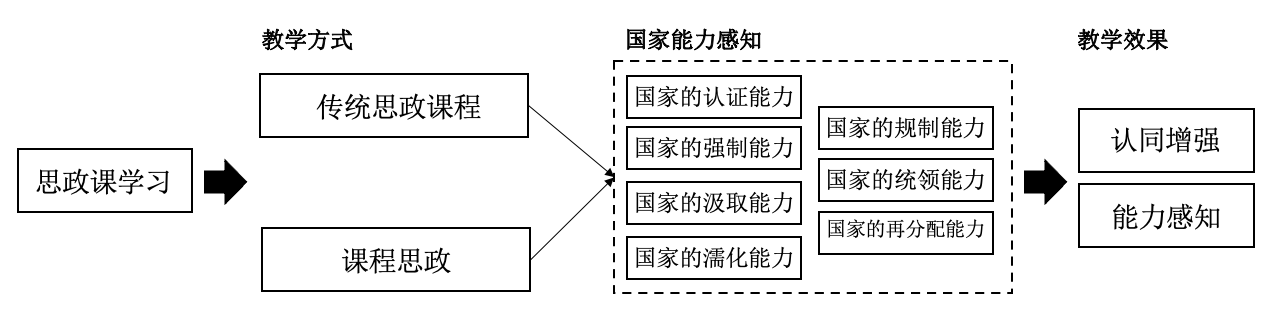 教学方式
国家能力感知
教学效果
思政课学习
传统思政课程
课程思政
国家的认证能力
国家的强制能力
国家的汲取能力
国家的濡化能力
国家的规制能力
国家的统领能力
国家的再分配能力
认同增强
能力感知